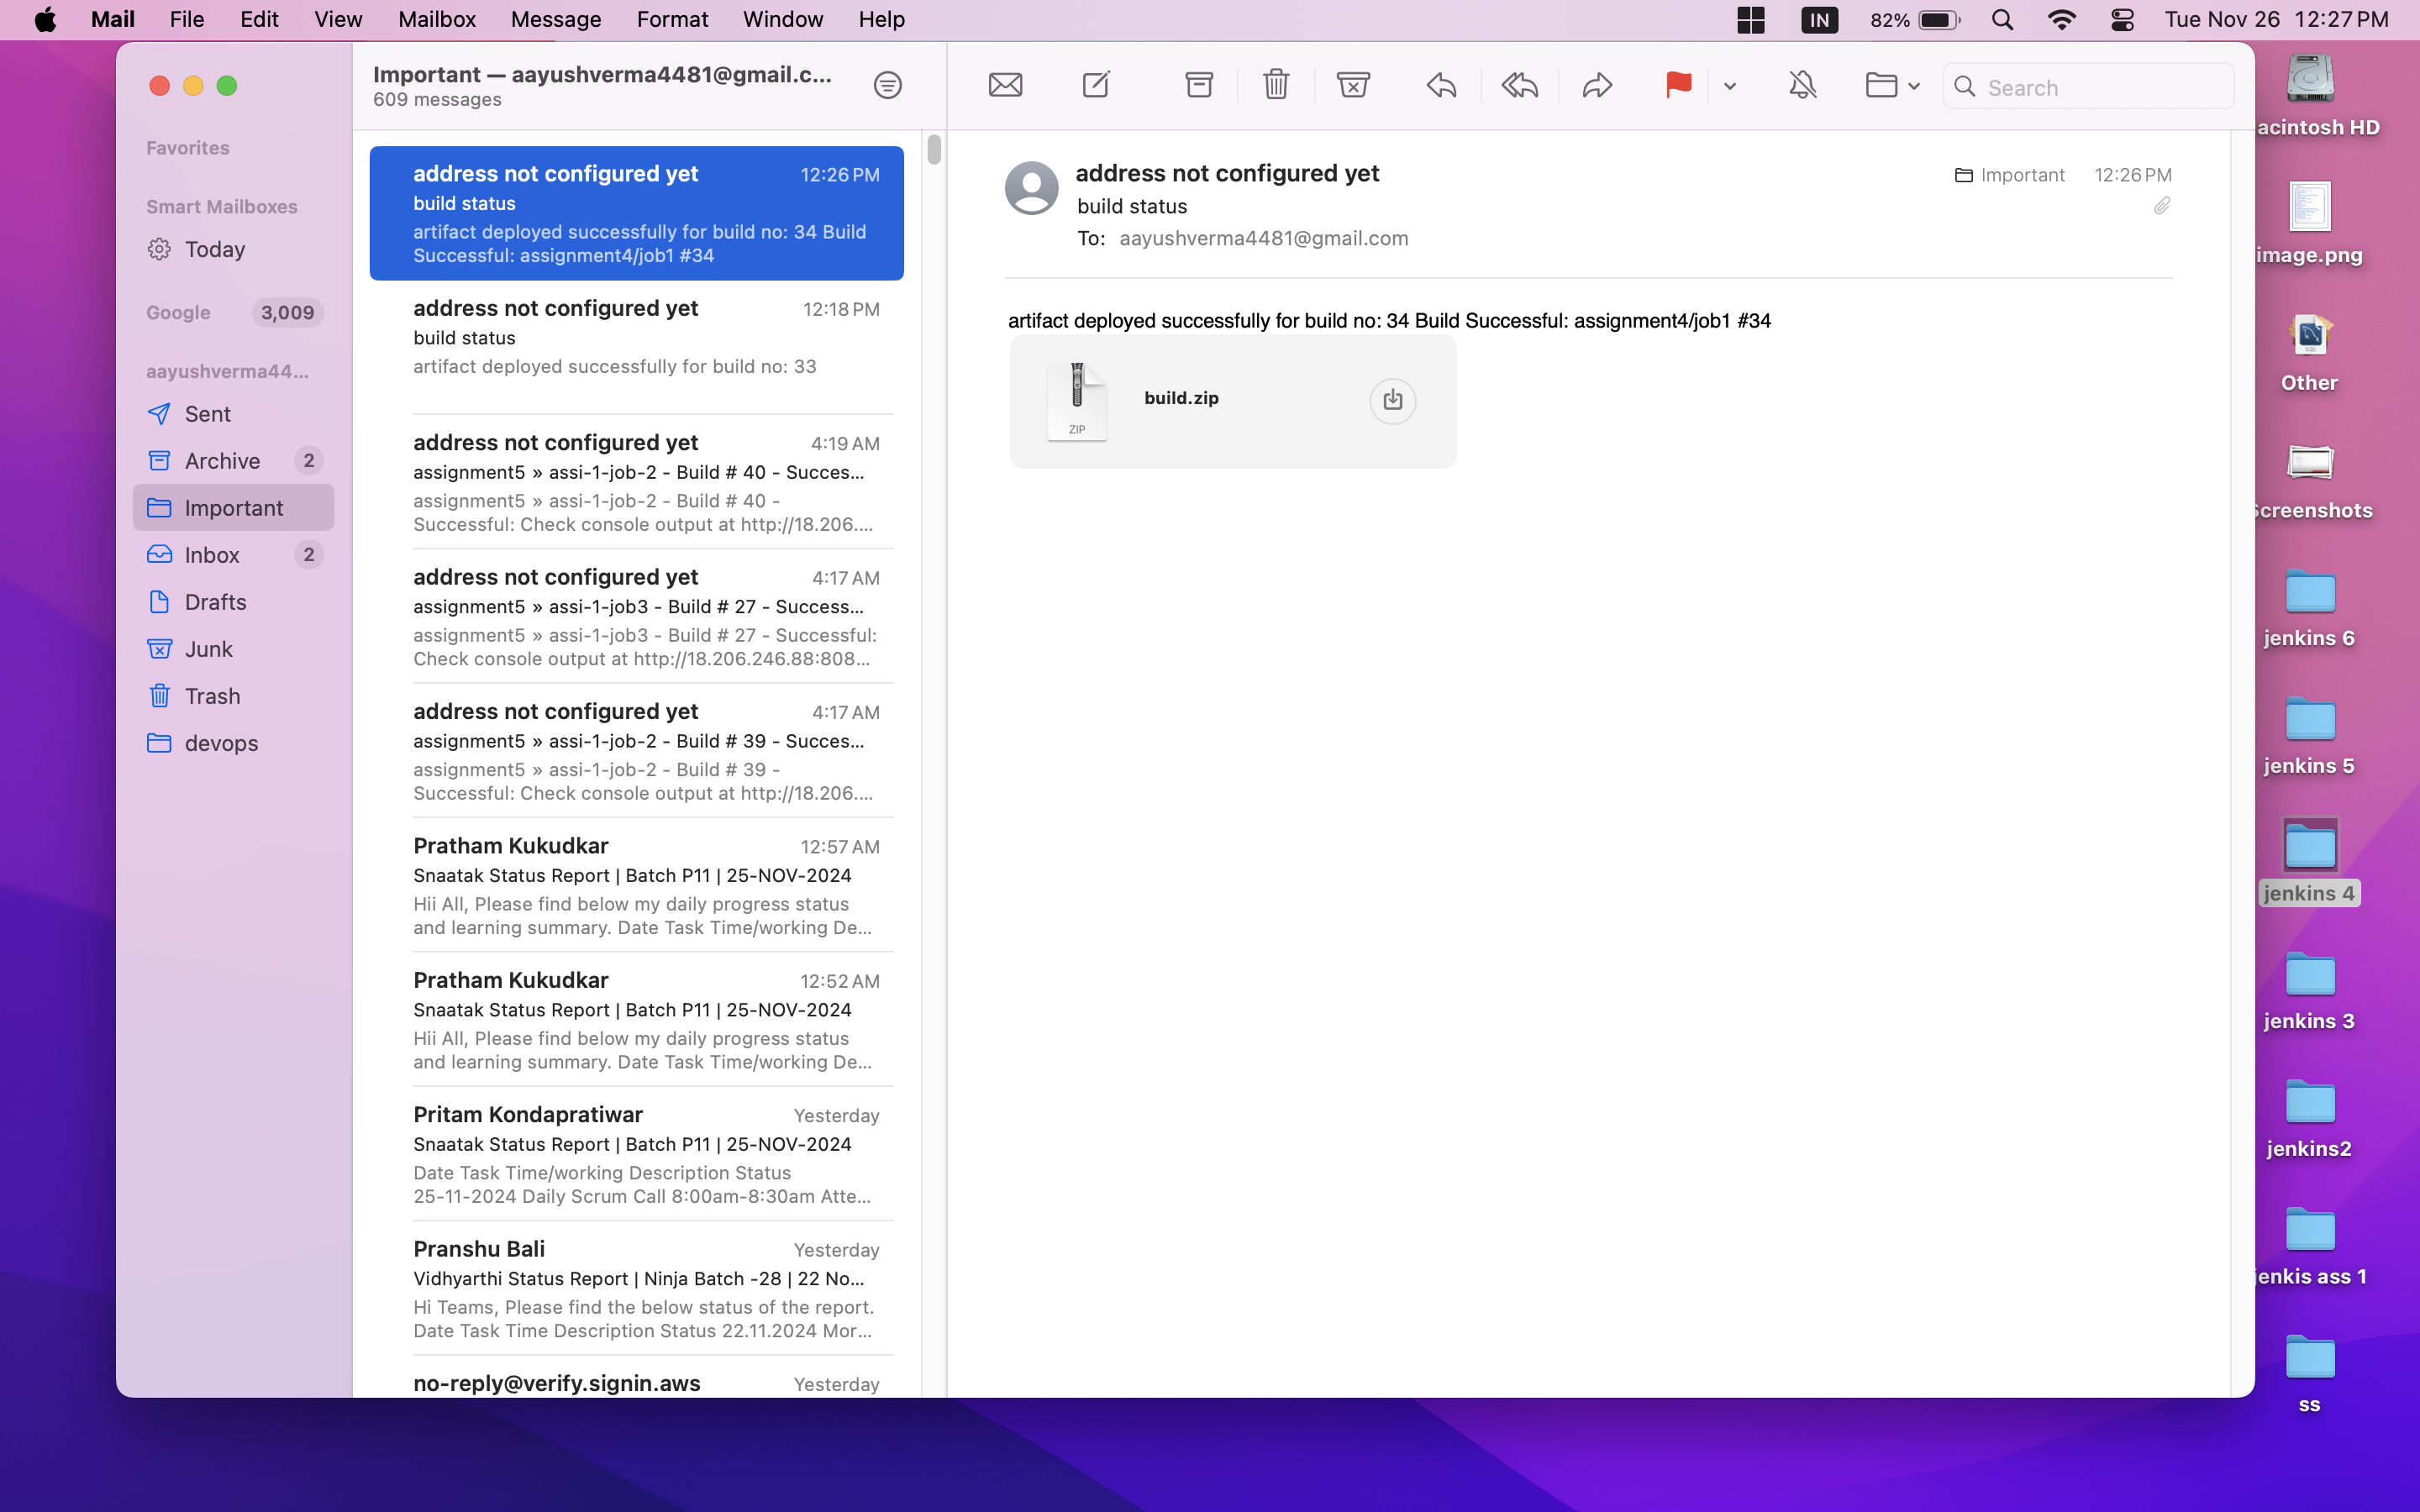 Mail File Edit View Mailbox Message Format Window Help IN 82% Tue Nov 26 12:27 PM
Favorites
Smart Mailboxes
Today
Google 3,009
aayushverma44...
Sent
Archive 2
Important
Inbox 2
Drafts
Junk
Trash
devops
Important — aayushverma4481@gmail.c...
609 messages
address not configured yet 12:26 PM
build status
artifact deployed successfully for build no: 34 Build
Successful: assignment4/job1 #34
address not configured yet 12:18 PM
build status
artifact deployed successfully for build no: 33
address not configured yet 4:19 AM
assignment5 » assi-1-job-2 - Build # 40 - Succes...
assignment5 » assi-1-job-2 - Build # 40 -
Successful: Check console output at http://18.206....
address not configured yet 4:17 AM
assignment5 » assi-1-job3 - Build # 27 - Success...
assignment5 » assi-1-job3 - Build # 27 - Successful:
Check console output at http://18.206.246.88:808...
address not configured yet 4:17 AM
assignment5 » assi-1-job-2 - Build # 39 - Succes...
assignment5 » assi-1-job-2 - Build # 39 -
Successful: Check console output at http://18.206....
Pratham Kukudkar 12:57 AM
Snaatak Status Report | Batch P11 | 25-NOV-2024
Hii All, Please find below my daily progress status
and learning summary. Date Task Time/working De...
Pratham Kukudkar 12:52 AM
Snaatak Status Report | Batch P11 | 25-NOV-2024
Hii All, Please find below my daily progress status
and learning summary. Date Task Time/working De...
Pritam Kondapratiwar Yesterday
Snaatak Status Report | Batch P11 | 25-NOV-2024
Date Task Time/working Description Status
25-11-2024 Daily Scrum Call 8:00am-8:30am Atte...
Pranshu Bali Yesterday
Vidhyarthi Status Report | Ninja Batch -28 | 22 No...
Hi Teams, Please find the below status of the report.
Date Task Time Description Status 22.11.2024 Mor...
no-reply@verify.signin.aws Yesterday
Search
address not configured yet Important 12:26 PM
build status
To: aayushverma4481@gmail.com
artifact deployed successfully for build no: 34 Build Successful: assignment4/job1 #34
build.zip
ZIP
acintosh HD
image.png
SQL
Other
Screenshots
jenkins 6
jenkins 5
jenkins 4
jenkins 3
jenkins2
jenkis ass 1
ss